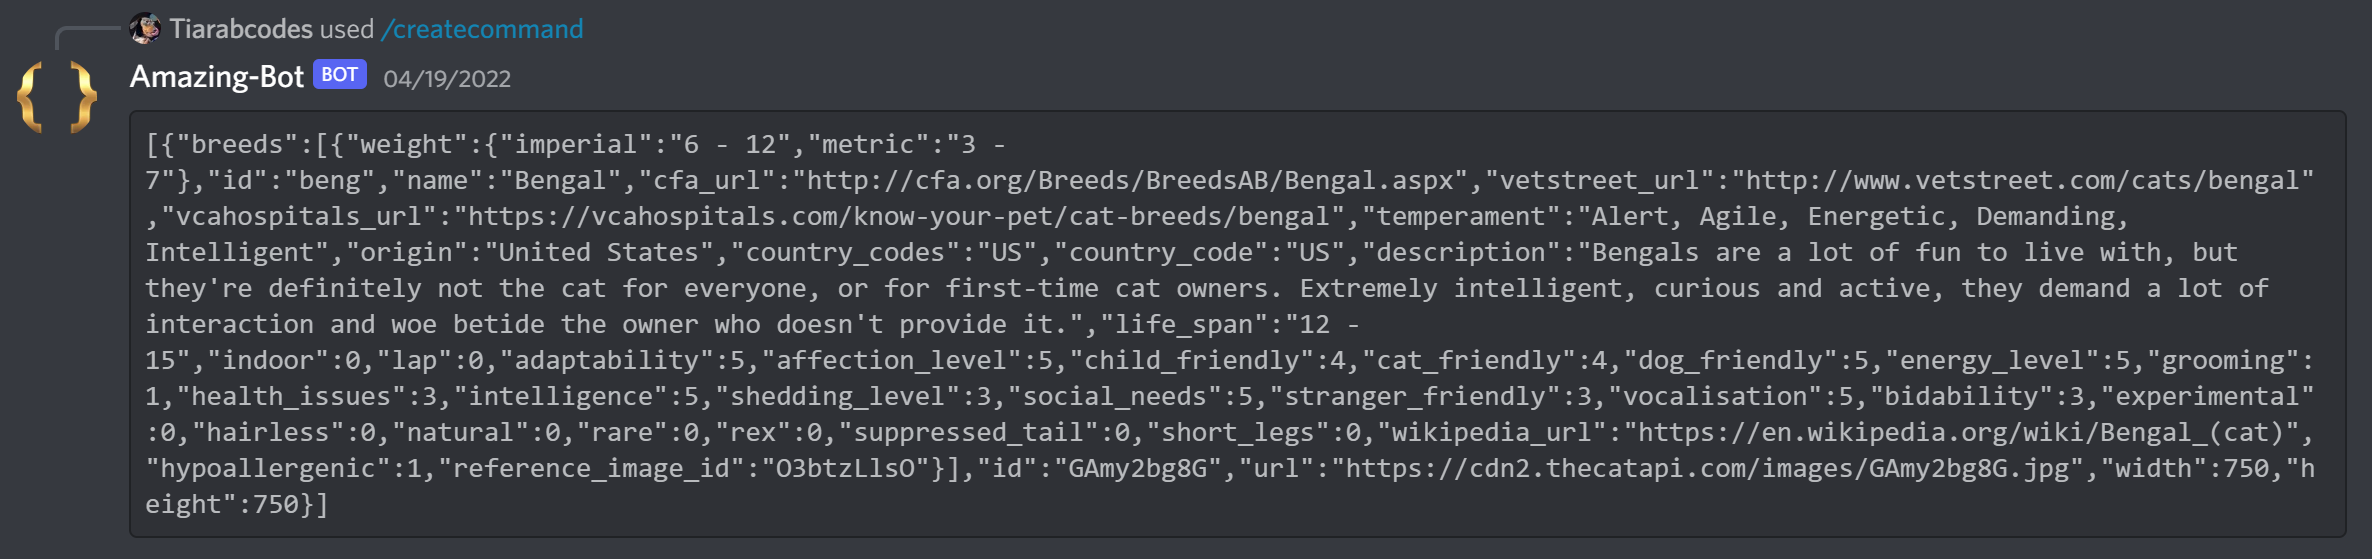 Tiarabcodes used /createcommand
Amazing-Bot BOT 04/19/2022
[{"breeds":[{"weight":{"imperial":"6 - 12","metric":"3 -
7"},"id":"beng","name":"Bengal","cfa_url":"http://cfa.org/Breeds/BreedsAB/Bengal.aspx","vetstreet_url":"http://www.vetstreet.com/cats/bengal"
,"vcahospitals_url":"https://vcahospitals.com/know-your-pet/cat-breeds/bengal","temperament":"Alert, Agile, Energetic, Demanding,
Intelligent","origin":"United States","country_codes":"US","country_code":"US","description":"Bengals are a lot of fun to live with, but
they're definitely not the cat for everyone, or for first-time cat owners. Extremely intelligent, curious and active, they demand a lot of
interaction and woe betide the owner who doesn't provide it.","life_span":"12 -
15","indoor":0,"lap":0,"adaptability":5,"affection_level":5,"child_friendly":4,"cat_friendly":4,"dog_friendly":5,"energy_level":5,"grooming":
1,"health_issues":3,"intelligence":5,"shedding_level":3,"social_needs":5,"stranger_friendly":3,"vocalisation":5,"bidability":3,"experimental"
:0,"hairless":0,"natural":0,"rare":0,"rex":0,"suppressed_tail":0,"short_legs":0,"wikipedia_url":"https://en.wikipedia.org/wiki/Bengal_(cat)",
"hypoallergenic":1,"reference_image_id":"O3btzLlsO"}],"id":"GAmy2bg8G","url":"https://cdn2.thecatapi.com/images/GAmy2bg8G.jpg","width":750,"h
eight":750}]